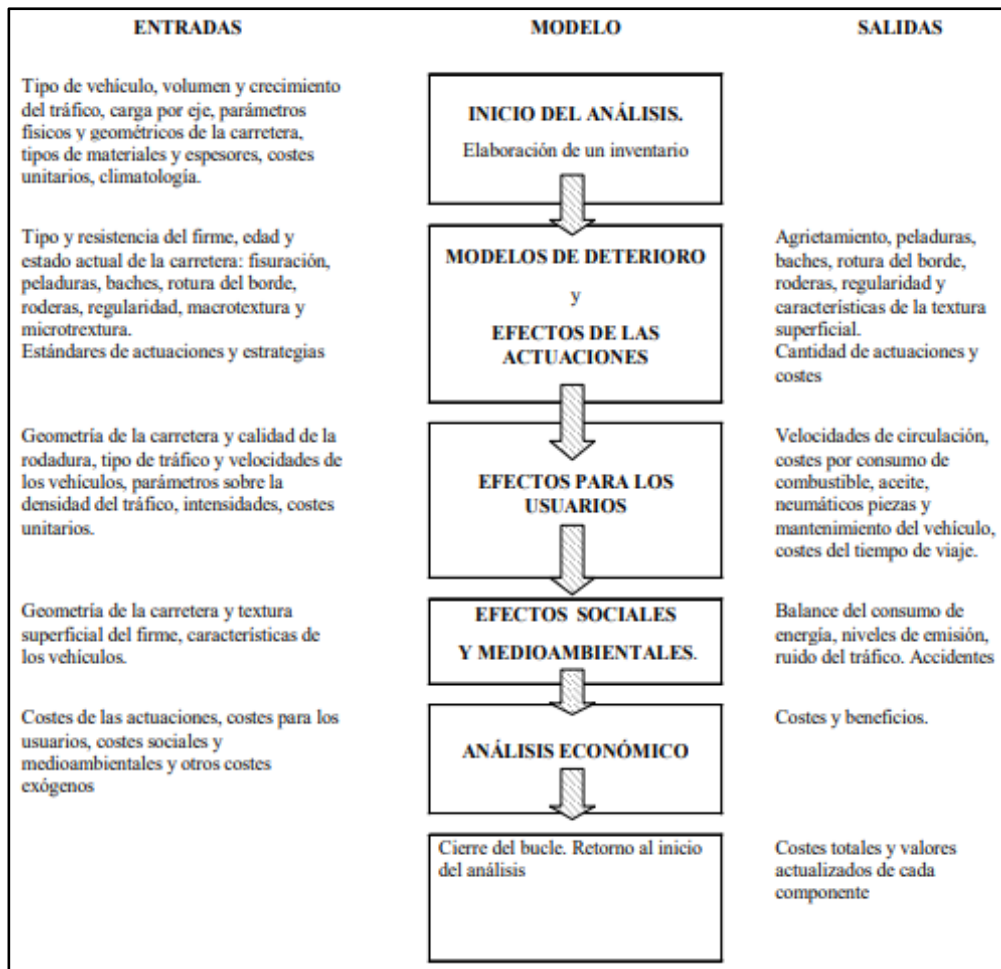 ENTRADAS
MODELO
SALIDAS
Tipo de vehículo, volumen y crecimiento
del tráfico, carga por eje, parámetros
físicos y geométricos de la carretera,
tipos de materiales y espesores, costes
unitarios, climatología.
INICIO DEL ANÁLISIS.
Elaboración de un inventario
Tipo y resistencia del firme, edad y
estado actual de la carretera: fisuración,
peladuras, baches, rotura del borde,
roderas, regularidad, macrotextura y
microtrextura.
Estándares de actuaciones y estrategias
MODELOS DE DETERIORO
y
EFECTOS DE LAS
ACTUACIONES
Agrietamiento, peladuras,
baches, rotura del borde,
roderas, regularidad y
características de la textura
superficial.
Cantidad de actuaciones y
costes
Geometría de la carretera y calidad de la
rodadura, tipo de tráfico y velocidades de
los vehículos, parámetros sobre la
densidad del tráfico, intensidades, costes
unitarios.
EFECTOS PARA LOS
USUARIOS
Velocidades de circulación,
costes por consumo de
combustible, aceite,
neumáticos piezas y
mantenimiento del vehículo,
costes del tiempo de viaje.
Geometría de la carretera y textura
superficial del firme, características de
los vehículos.
EFECTOS SOCIALES
Y MEDIOAMBIENTALES.
Balance del consumo de
energía, niveles de emisión,
ruido del tráfico. Accidentes
Costes de las actuaciones, costes para los
usuarios, costes sociales y
medioambientales y otros costes
exógenos
ANÁLISIS ECONÓMICO
Costes y beneficios.
Cierre del bucle. Retorno al inicio
del análisis
Costes totales y valores
actualizados de cada
componente